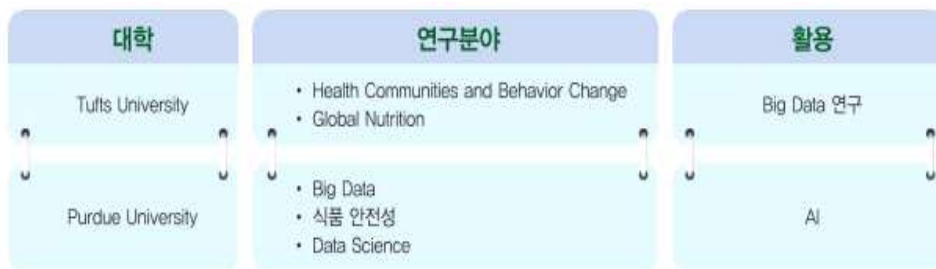 대학
연구분야
활용
Tufts University
• Health Communities and Behavior Change
• Global Nutrition
Big Data 연구
Purdue University
• Big Data
• 식품 안전성
• Data Science
AI